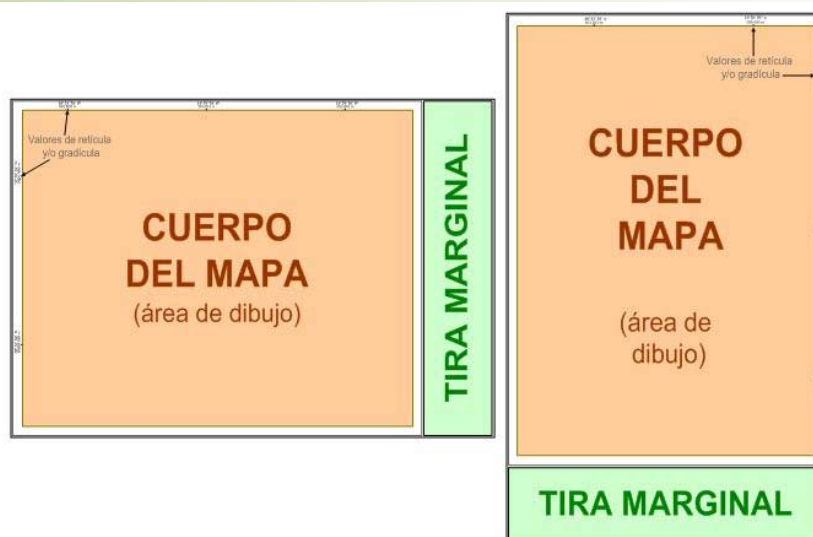 Valores de retícula
y/o gradícula
CUERPO
DEL MAPA
(área de dibujo)
TIRA MARGINAL
Valores de retícula
y/o gradícula
CUERPO
DEL
MAPA
(área de
dibujo)
TIRA MARGINAL